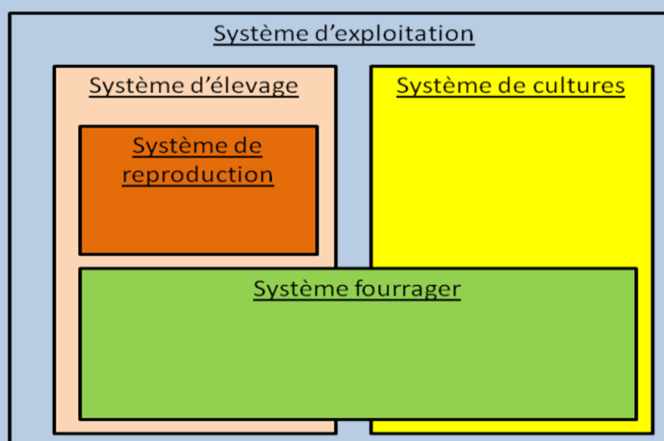 Système d'exploitation
Système d'élevage
Système de cultures
Système de
reproduction
Système fourrager